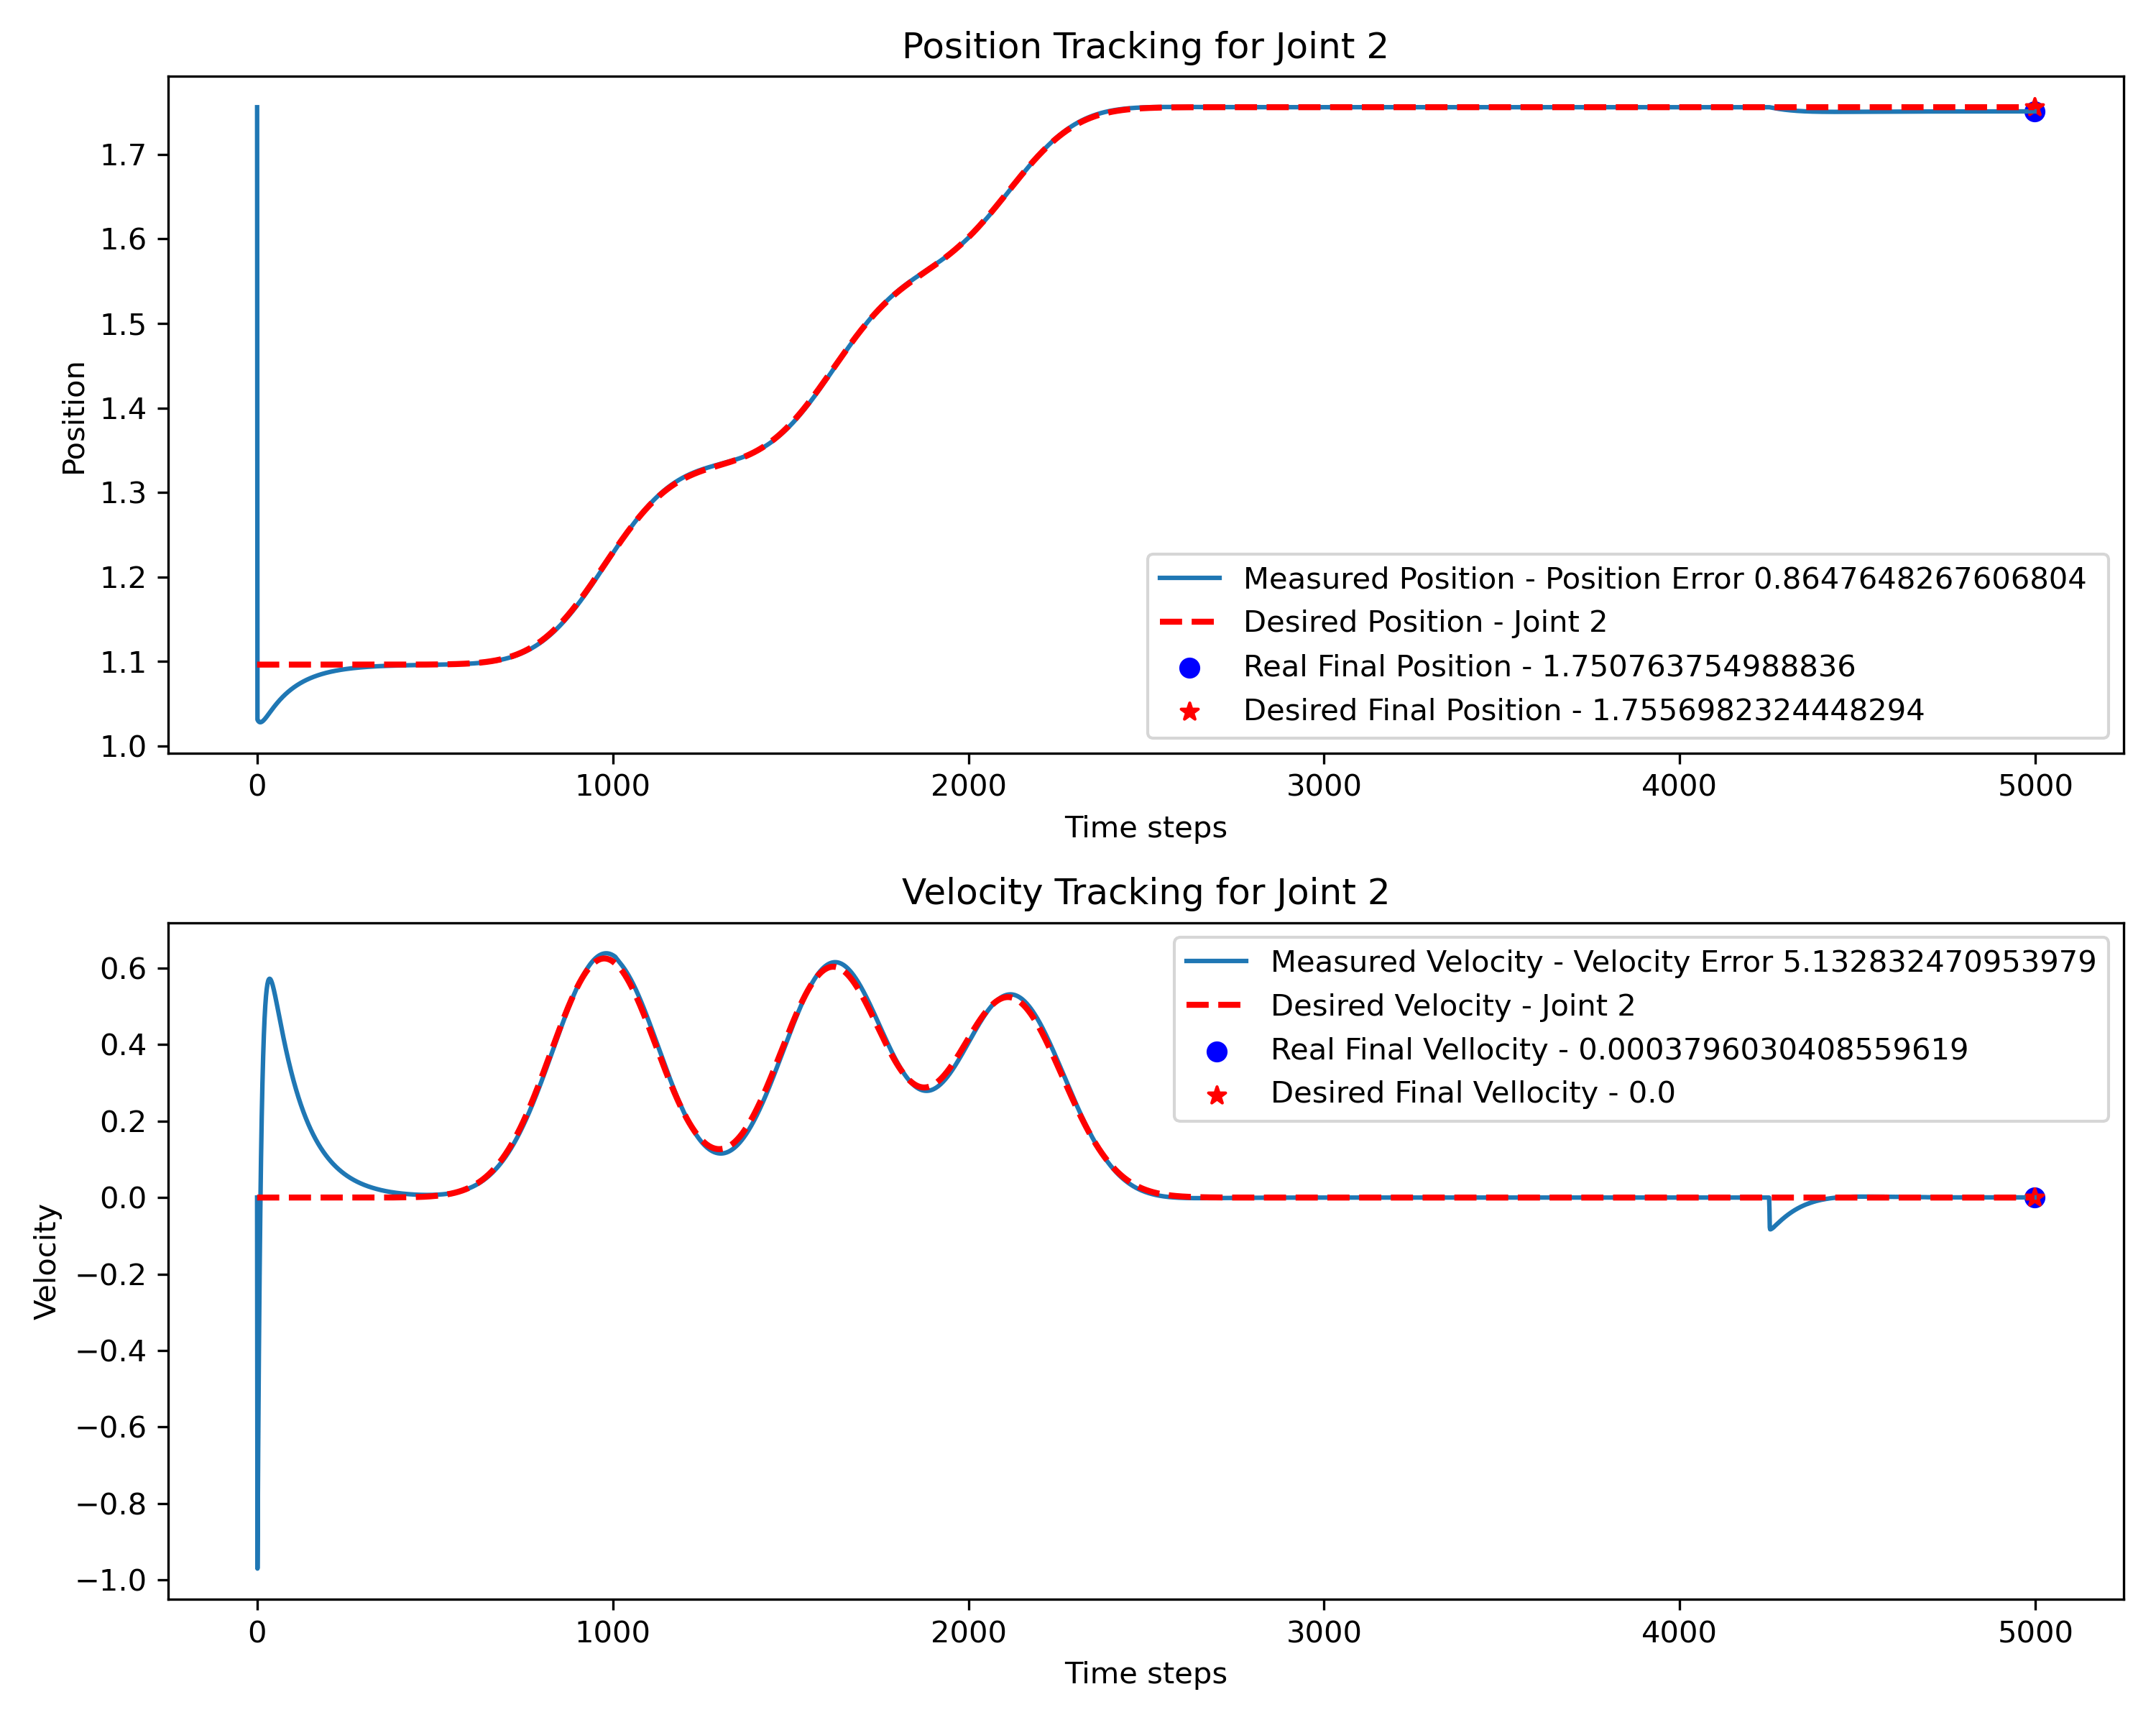 Position Tracking for Joint 2
Position
1.7
1.6
1.5
1.4
1.3
1.2
1.1
1.0
Measured Position - Position Error 0.8647648267606804
Desired Position - Joint 2
Real Final Position - 1.750763754988836
Desired Final Position - 1.7556982324448294
0 1000 2000 3000 4000 5000
Time steps
Velocity Tracking for Joint 2
Velocity
0.6
0.4
0.2
0.0
−0.2
−0.4
−0.6
−0.8
−1.0
Measured Velocity - Velocity Error 5.132832470953979
Desired Velocity - Joint 2
Real Final Vellocity - 0.00037960304085596​19
Desired Final Vellocity - 0.0
0 1000 2000 3000 4000 5000
Time steps